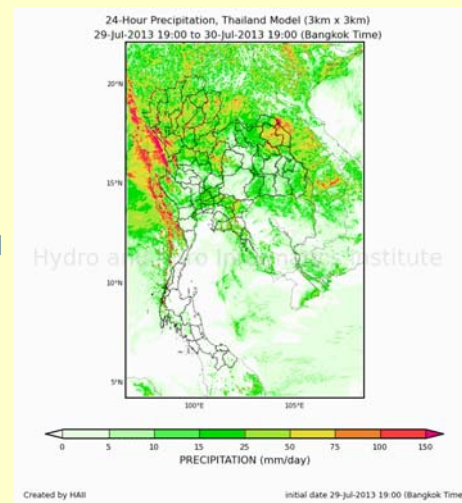 24-Hour Precipitation, Thailand Model (3km x 3km)
29-Jul-2013 19:00 to 30-Jul-2013 19:00 (Bangkok Time)
20°N
15°N
10°N
5°N
Hydro and Informatics Institute
100°E
105°E
0 5 10 15 25 50 75 100 150
PRECIPITATION (mm/day)
Created by HAII
initial date 29-Jul-2013 19:00 (Bangkok Time